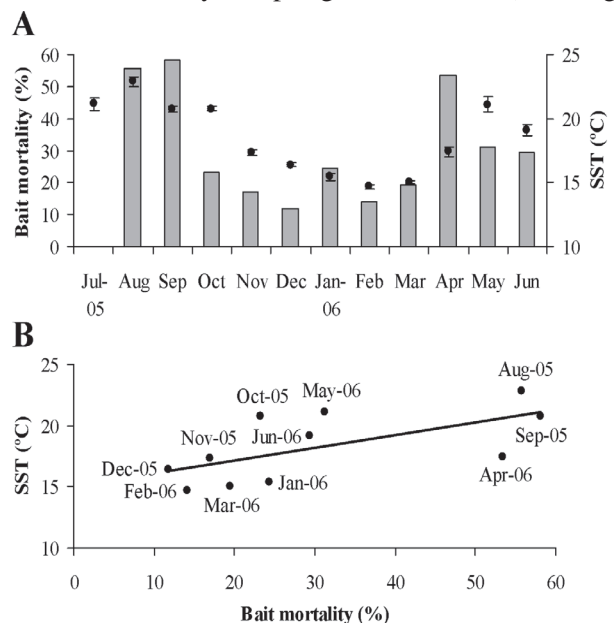 A
Bait mortality (%)
60
50
40
30
20
10
0
SST (ºC)
25
20
15
10
Jul-
05
Aug
Sep
Oct
Nov
Dec
Jan-
06
Feb
Mar
Apr
May
Jun
B
SST (ºC)
25
20
15
10
Aug-05
Oct-05
May-06
Nov-05
Jun-06
Sep-05
Dec-05
Feb-06
Mar-06
Jan-06
Apr-06
0
10
20
30
40
50
60
Bait mortality (%)